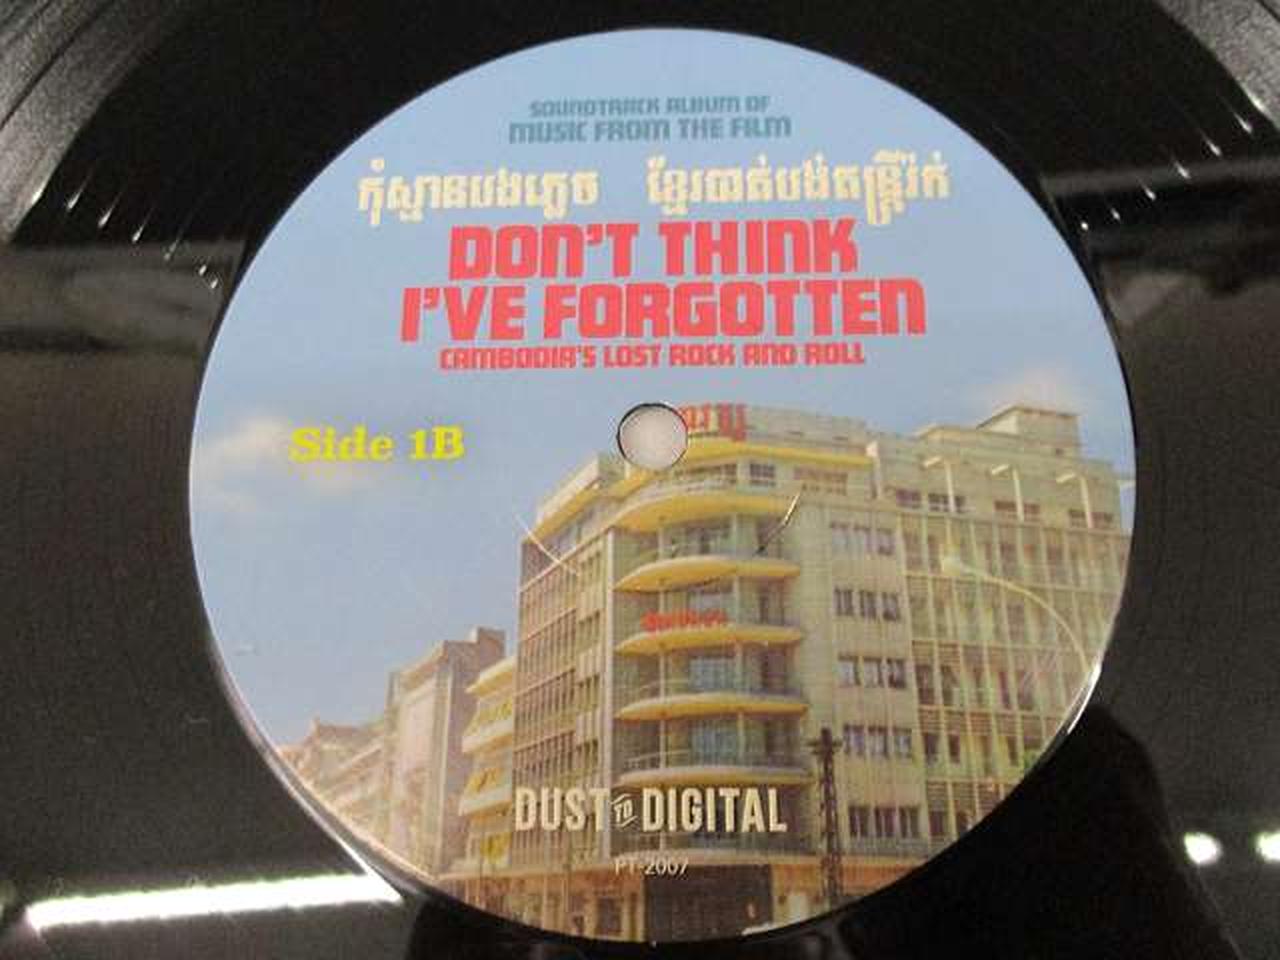 SOUNDTRACK ALBUM OF
MUSIC FROM THE FILM
កុំស្មានបងភ្លេច ខ្មែរបាត់បង់តន្ត្រីរ៉ក់
DON'T THINK
I'VE FORGOTTEN
CAMBODIA'S LOST ROCK AND ROLL
Side 1B
DUST TO DIGITAL
PT-2007